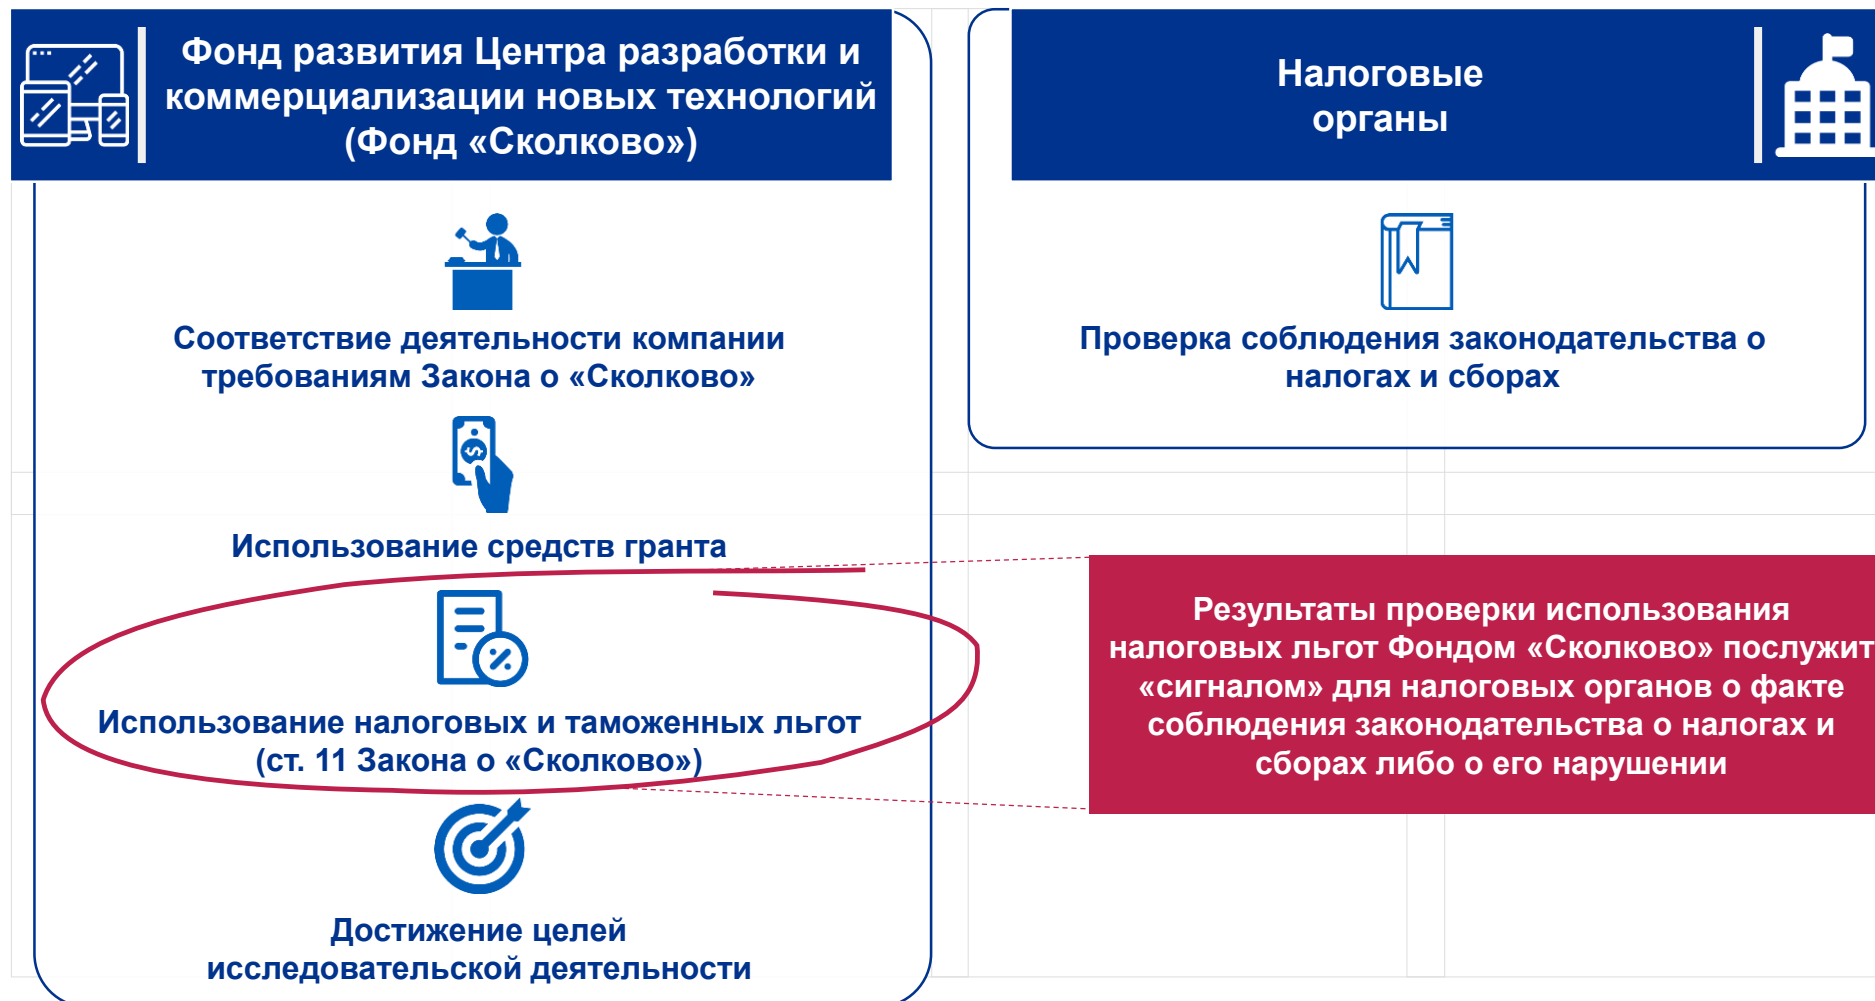 Фонд развития Центра разработки и
коммерциализации новых технологий
(Фонд «Сколково»)
Соответствие деятельности компании
требованиям Закона о «Сколково»
Использование средств гранта
Использование налоговых и таможенных льгот
(ст. 11 Закона о «Сколково»)
Достижение целей
исследовательской деятельности
Налоговые
органы
Проверка соблюдения законодательства о
налогах и сборах
Результаты проверки использования
налоговых льгот Фондом «Сколково» послужит
«сигналом» для налоговых органов о факте
соблюдения законодательства о налогах и
сборах либо о его нарушении